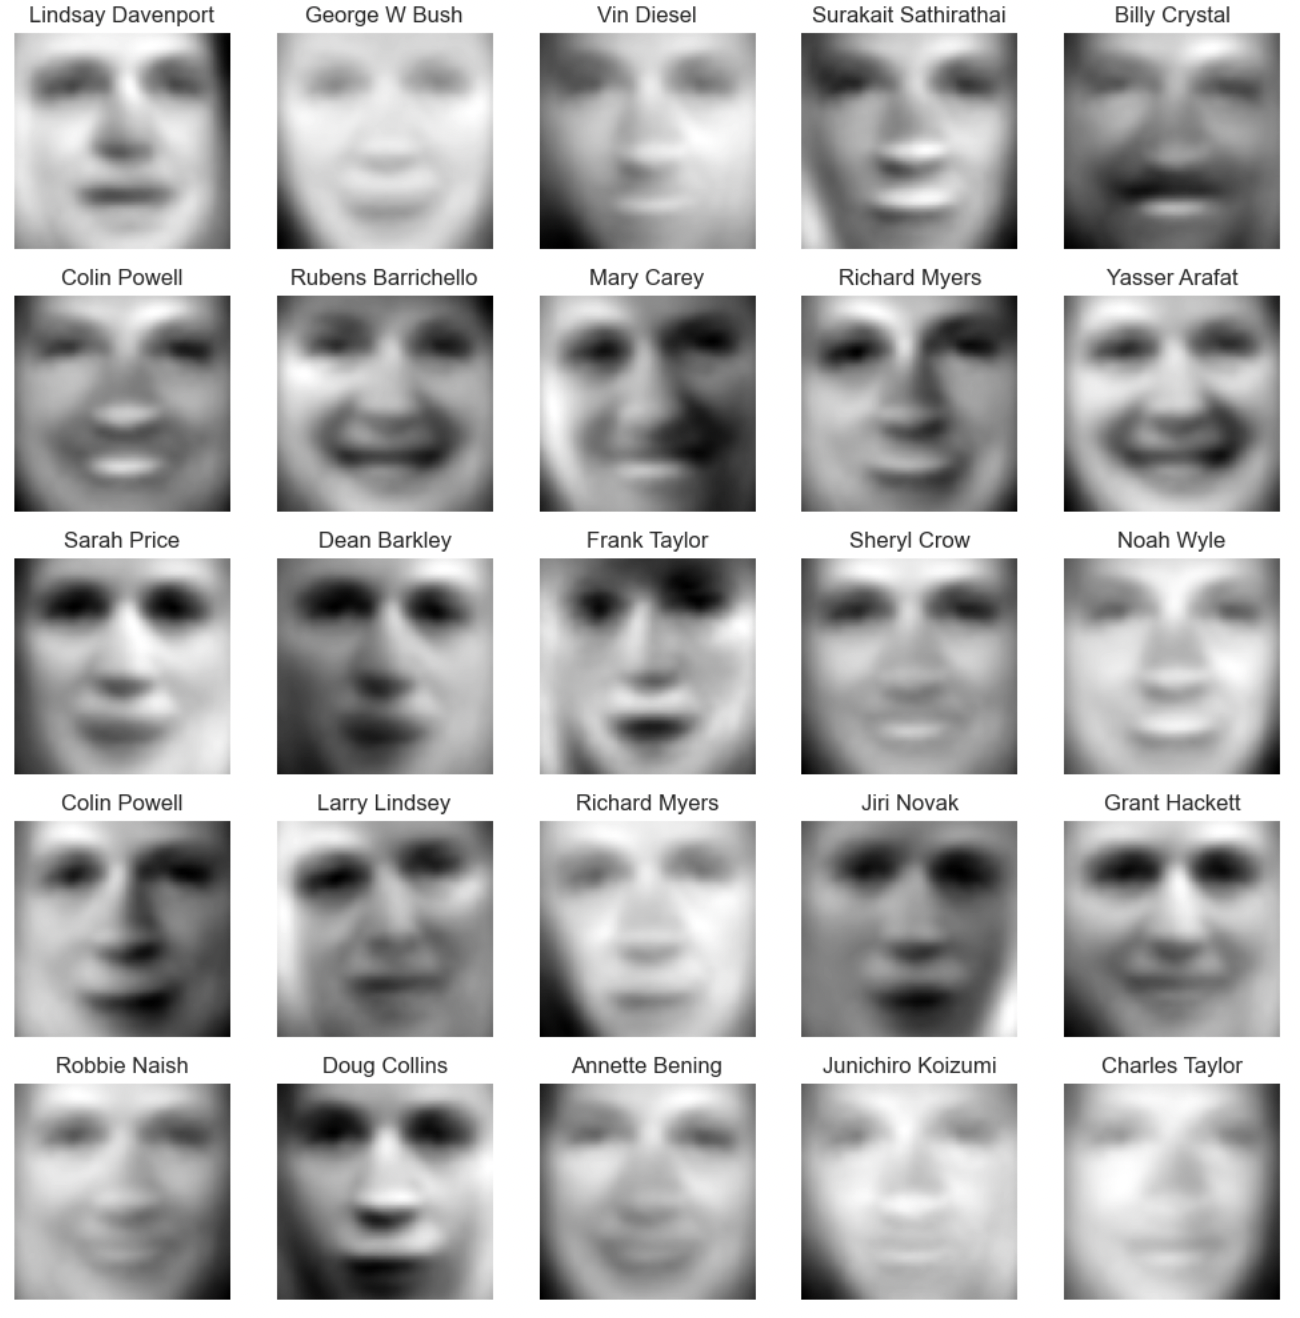 Lindsay Davenport
George W Bush
Vin Diesel
Surakait Sathirathai
Billy Crystal
Colin Powell
Rubens Barrichello
Mary Carey
Richard Myers
Yasser Arafat
Sarah Price
Dean Barkley
Frank Taylor
Sheryl Crow
Noah Wyle
Colin Powell
Larry Lindsey
Richard Myers
Jiri Novak
Grant Hackett
Robbie Naish
Doug Collins
Annette Bening
Junichiro Koizumi
Charles Taylor